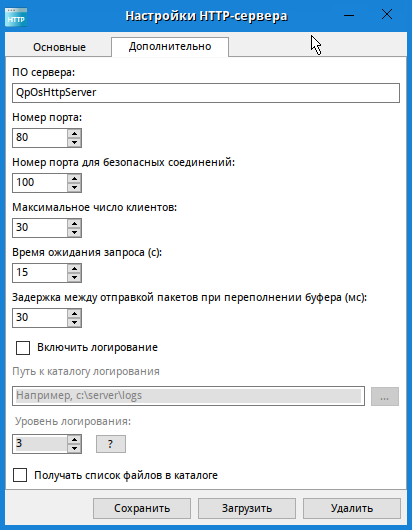 HTTP
Настройки HTTP-сервера
Основные
Дополнительно
ПО сервера:
QpOsHttpServer
Номер порта:
80
Номер порта для безопасных соединений:
100
Максимальное число клиентов:
30
Время ожидания запроса (с):
15
Задержка между отправкой пакетов при переполнении буфера (мс):
30
Включить логирование
Путь к каталогу логирования
Например, c:\server\logs
...
Уровень логирования:
3
?
Получать список файлов в каталоге
Сохранить
Загрузить
Удалить